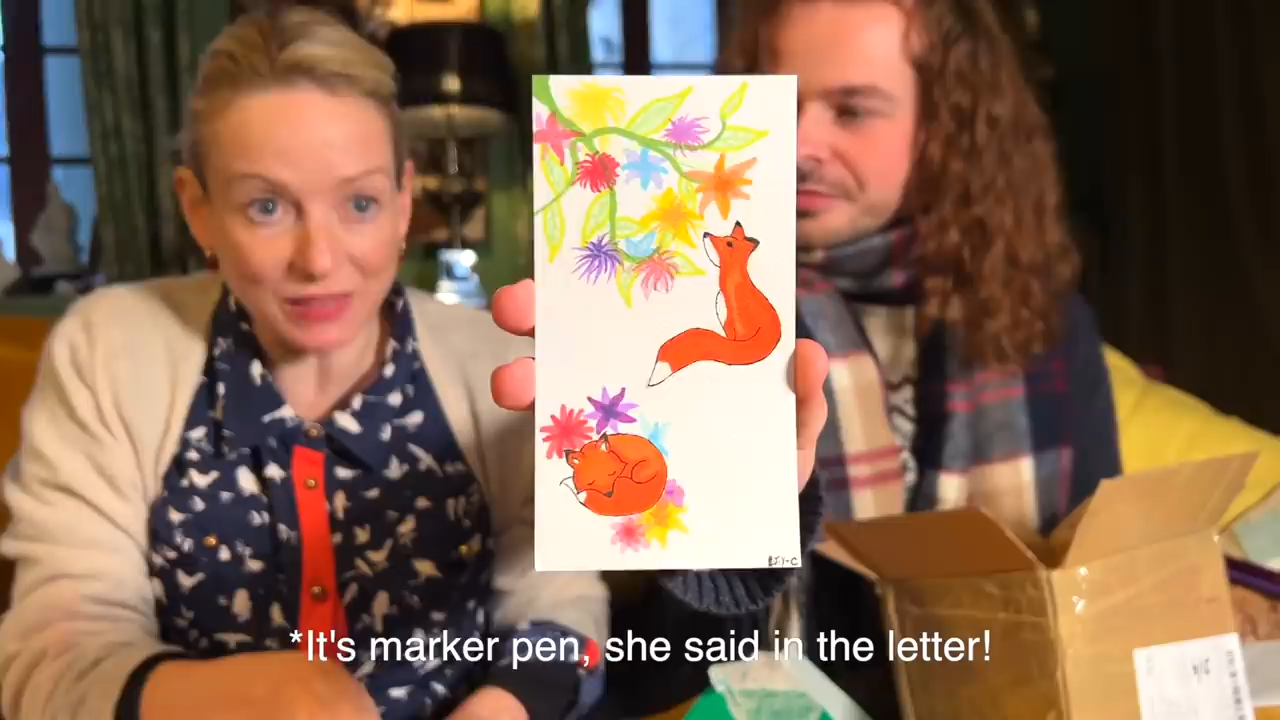 *It's marker pen, she said in the letter!